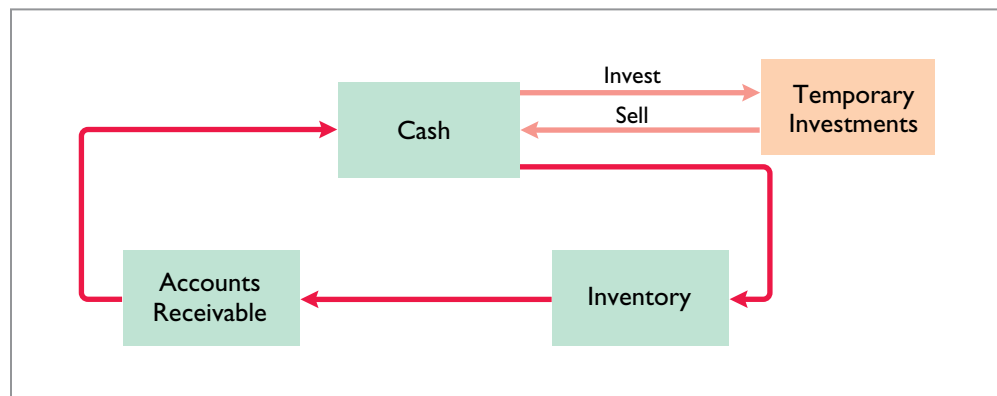 Invest
Temporary
Investments
Cash
Sell
Accounts
Receivable
Inventory